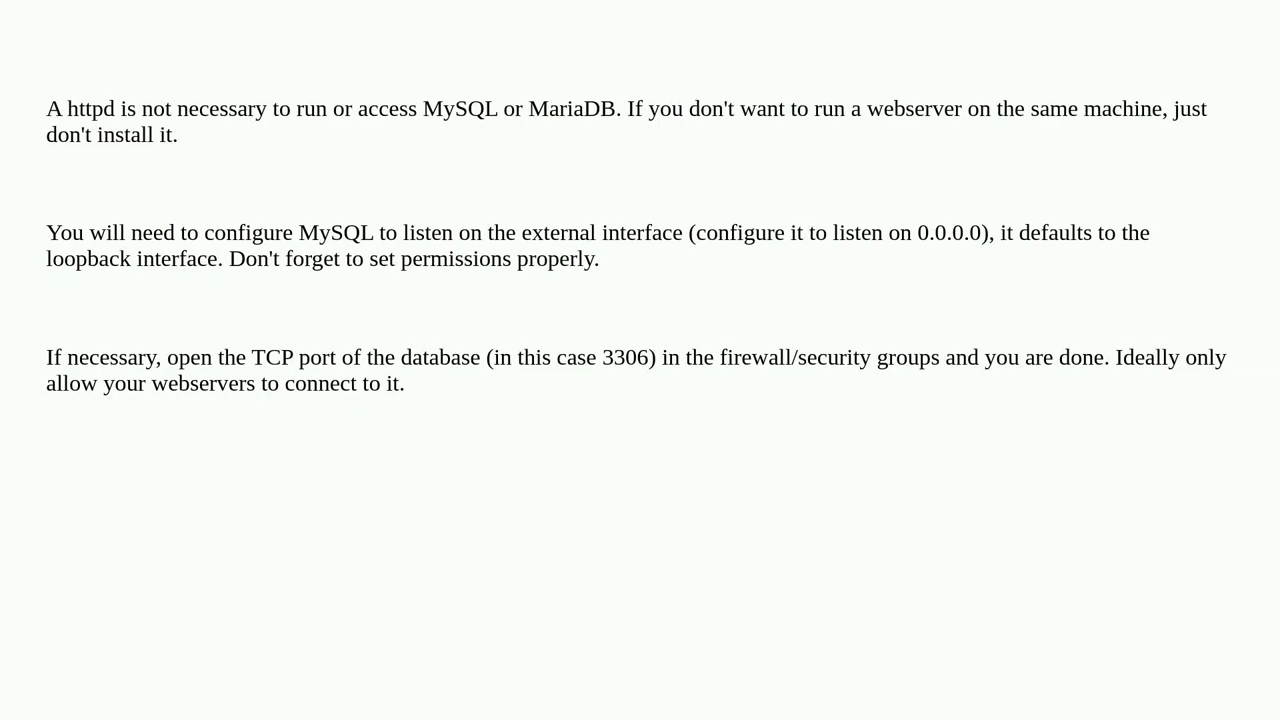 A httpd is not necessary to run or access MySQL or MariaDB. If you don't want to run a webserver on the same machine, just
don't install it.
You will need to configure MySQL to listen on the external interface (configure it to listen on 0.0.0.0), it defaults to the
loopback interface. Don't forget to set permissions properly.
If necessary, open the TCP port of the database (in this case 3306) in the firewall/security groups and you are done. Ideally only
allow your webservers to connect to it.